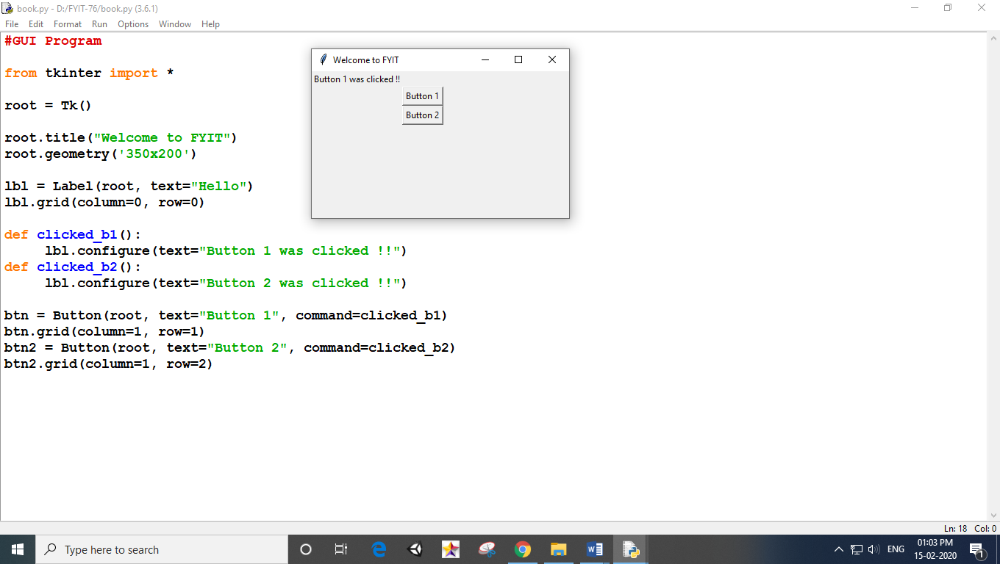 book.py - D:/FYIT-76/book.py (3.6.1)
File Edit Format Run Options Window Help
#GUI Program
from tkinter import *
root = Tk()
root.title("Welcome to FYIT")
root.geometry('350x200')
lbl = Label(root, text="Hello")
lbl.grid(column=0, row=0)
def clicked_b1():
     lbl.configure(text="Button 1 was clicked !!")
def clicked_b2():
     lbl.configure(text="Button 2 was clicked !!")
btn = Button(root, text="Button 1", command=clicked_b1)
btn.grid(column=1, row=1)
btn2 = Button(root, text="Button 2", command=clicked_b2)
btn2.grid(column=1, row=2)
Welcome to FYIT
Button 1 was clicked !!
Button 1
Button 2
Ln: 18 Col: 0
Type here to search
ENG
01:03 PM
15-02-2020
1